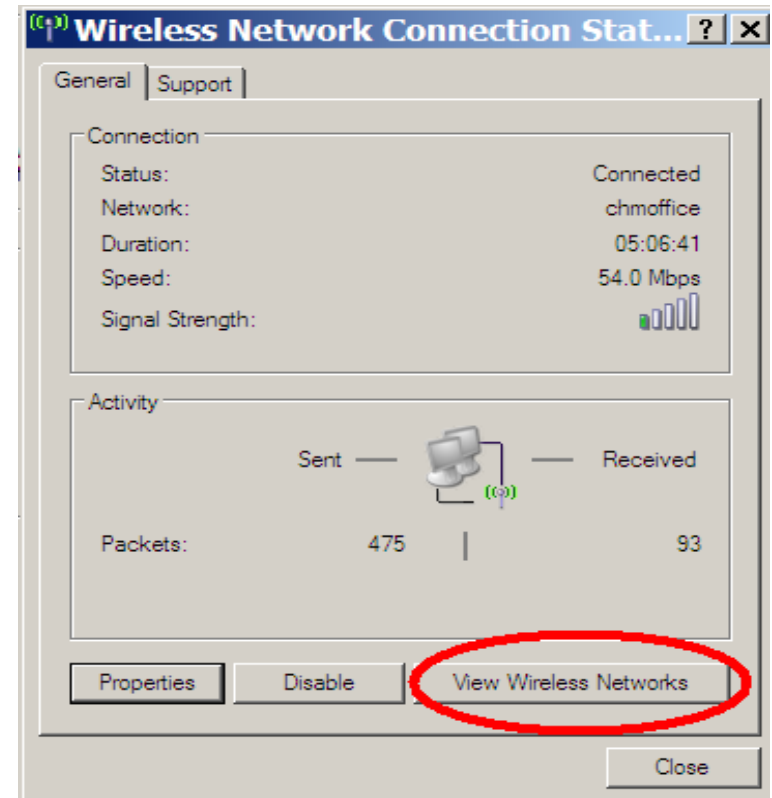 Wireless Network Connection Stat... ? X
General Support
Connection
Status: Connected
Network: chmoffice
Duration: 05:06:41
Speed: 54.0 Mbps
Signal Strength:
Activity
Sent Received
Packets: 475 93
Properties Disable View Wireless Networks
Close